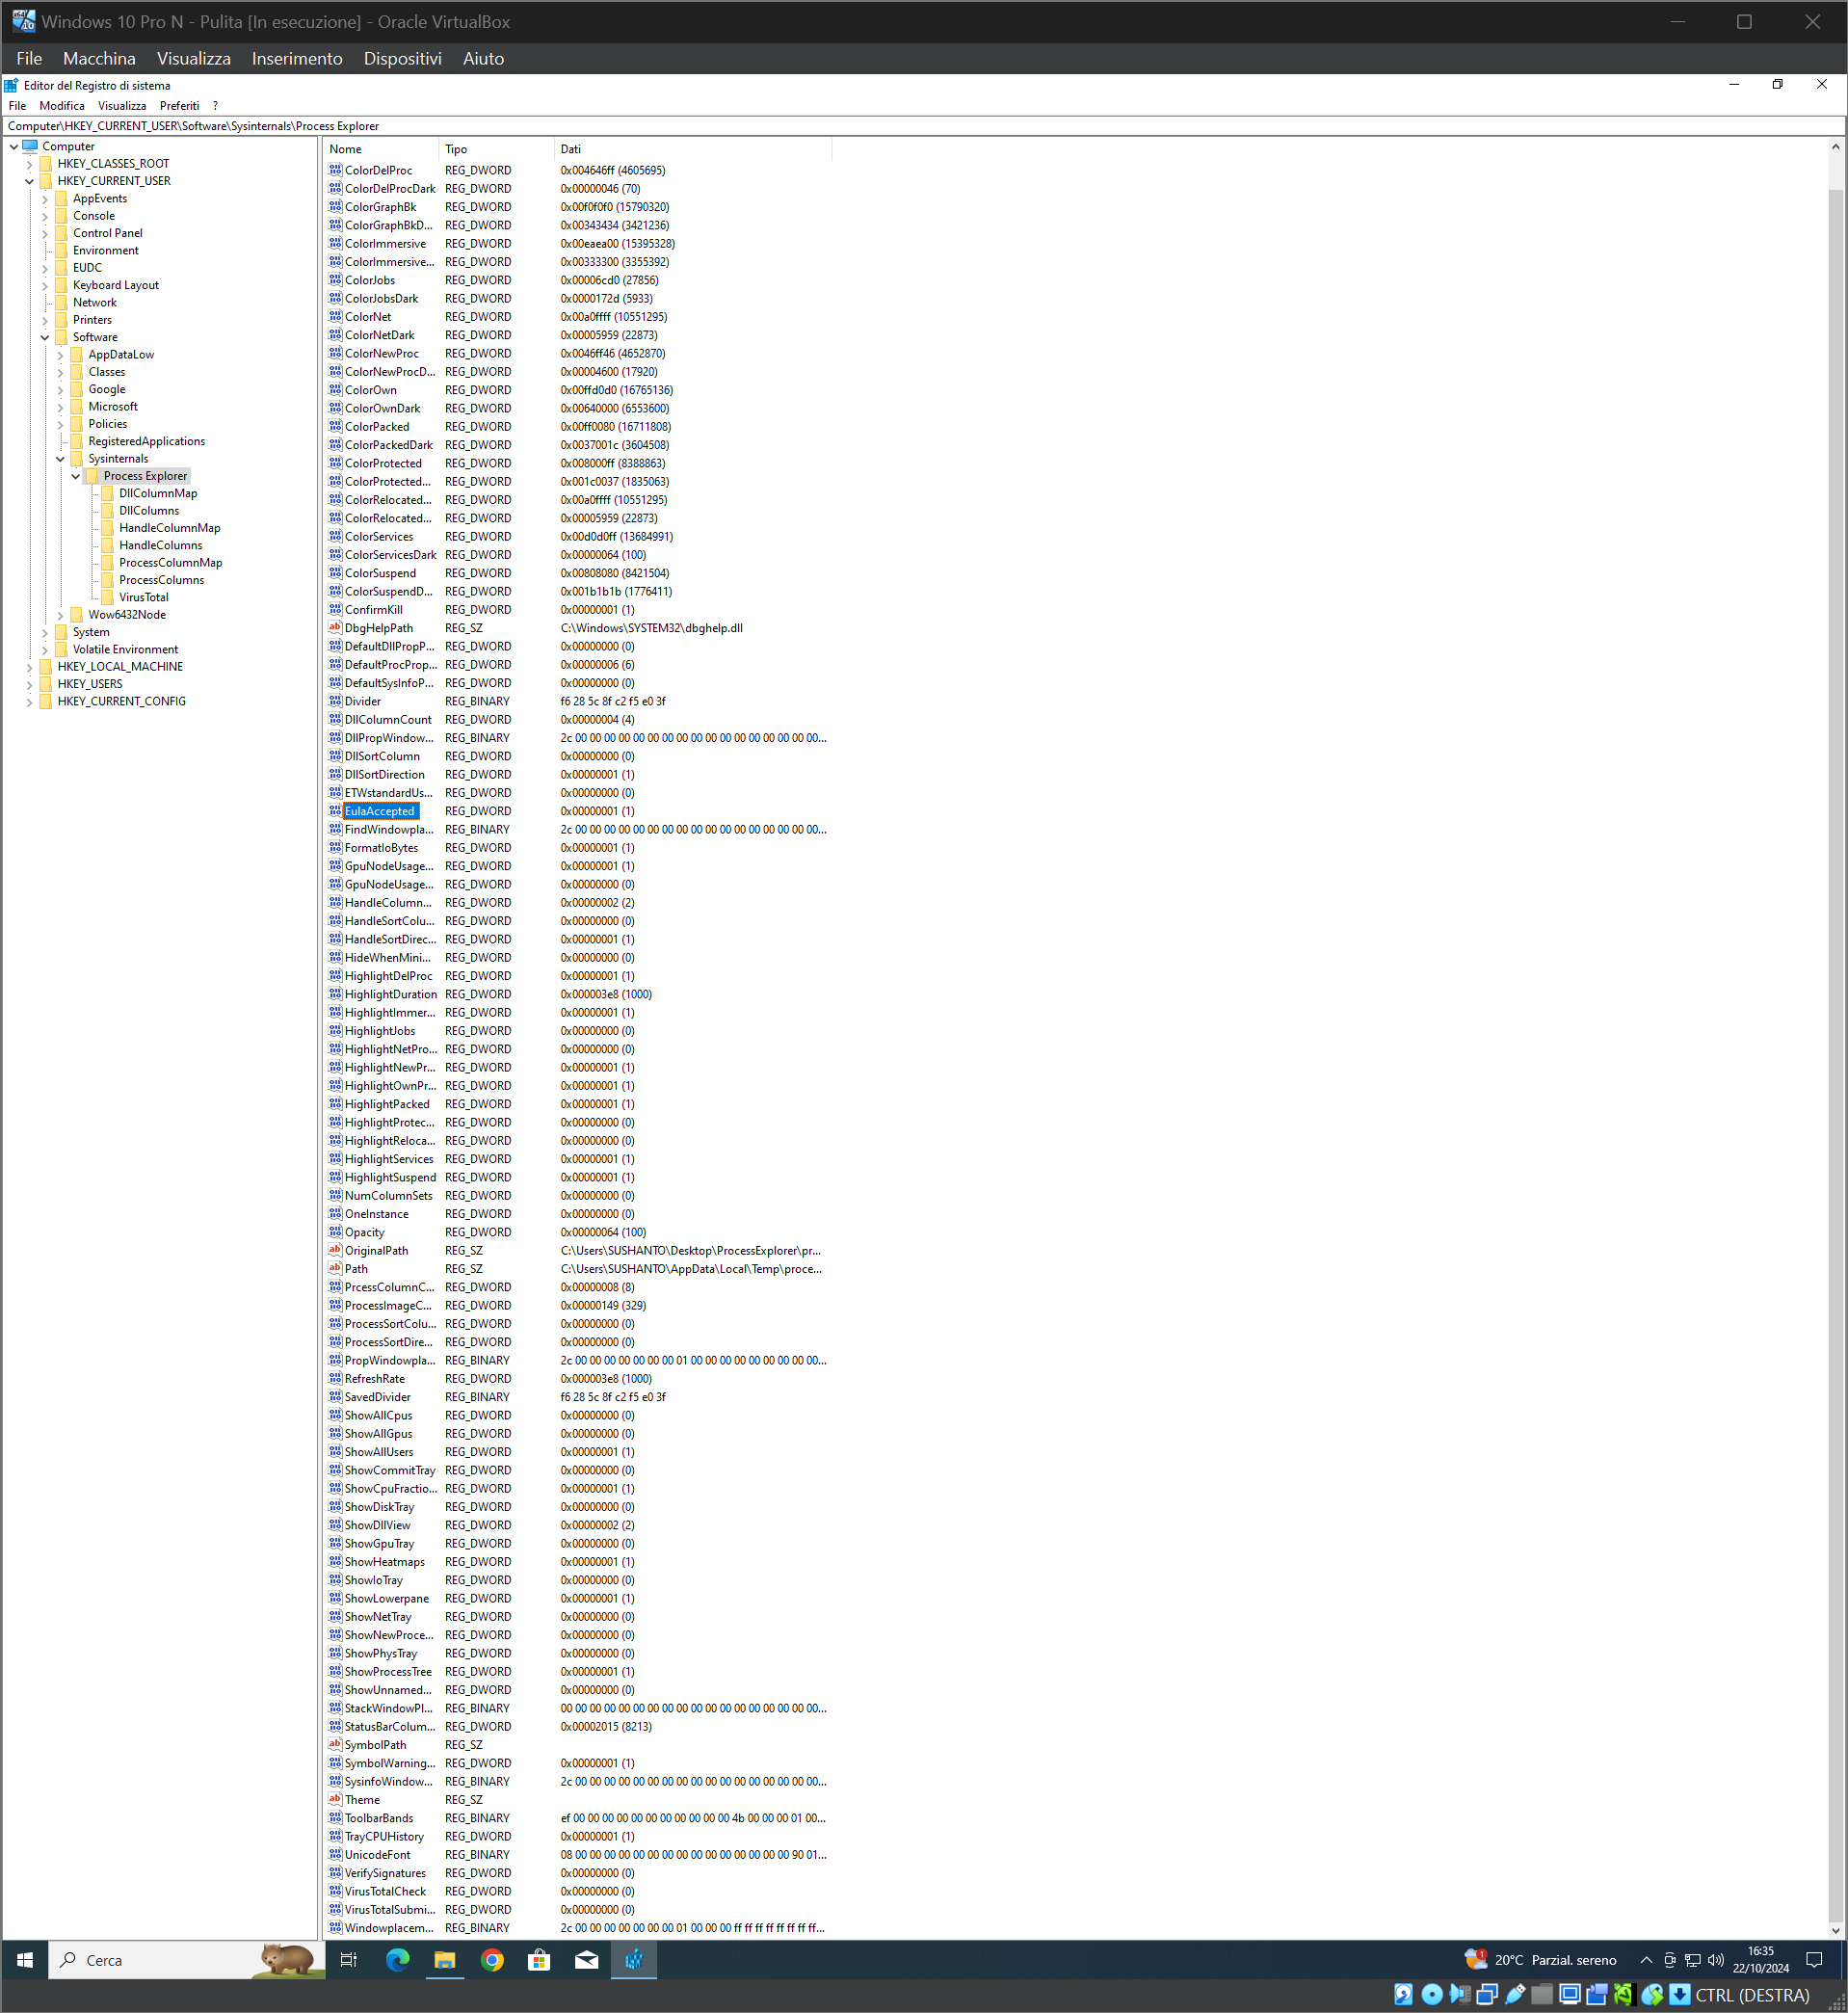 Windows 10 Pro N - Pulita [In esecuzione] - Oracle VirtualBox
File Macchina Visualizza Inserimento Dispositivi Aiuto
Editor del Registro di sistema
File Modifica Visualizza Preferiti ?
Computer\HKEY_CURRENT_USER\Software\Sysinternals\Process Explorer
Computer
HKEY_CLASSES_ROOT
HKEY_CURRENT_USER
AppEvents
Console
Control Panel
Environment
EUDC
Keyboard Layout
Network
Printers
Software
AppDataLow
Classes
Google
Microsoft
Policies
RegisteredApplications
Sysinternals
Process Explorer
DllColumnMap
DllColumns
HandleColumnMap
HandleColumns
ProcessColumnMap
ProcessColumns
VirusTotal
Wow6432Node
System
Volatile Environment
HKEY_LOCAL_MACHINE
HKEY_USERS
HKEY_CURRENT_CONFIG
Nome Tipo Dati
ColorDelProc REG_DWORD 0x004646ff (4605695)
ColorDelProcDark REG_DWORD 0x00000046 (70)
ColorGraphBk REG_DWORD 0x00f0f0f0 (15790320)
ColorGraphBkD... REG_DWORD 0x00343434 (3421236)
ColorImmersive REG_DWORD 0x00eaea00 (15395328)
ColorImmersive... REG_DWORD 0x00333300 (3355392)
ColorJobs REG_DWORD 0x00006cd0 (27856)
ColorJobsDark REG_DWORD 0x0000172d (5933)
ColorNet REG_DWORD 0x00a0ffff (10551295)
ColorNetDark REG_DWORD 0x00005959 (22873)
ColorNewProc REG_DWORD 0x0046ff46 (4652870)
ColorNewProcD... REG_DWORD 0x00004600 (17920)
ColorOwn REG_DWORD 0x00ffd0d0 (16765136)
ColorOwnDark REG_DWORD 0x00640000 (6553600)
ColorPacked REG_DWORD 0x00ff0080 (16711808)
ColorPackedDark REG_DWORD 0x0037001c (3604508)
ColorProtected REG_DWORD 0x008000ff (8388863)
ColorProtected... REG_DWORD 0x001c0037 (1835063)
ColorRelocated... REG_DWORD 0x00a0ffff (10551295)
ColorRelocated... REG_DWORD 0x00005959 (22873)
ColorServices REG_DWORD 0x00d0d0ff (13684991)
ColorServicesDark REG_DWORD 0x00000064 (100)
ColorSuspend REG_DWORD 0x00808080 (8421504)
ColorSuspendD... REG_DWORD 0x001b1b1b (1776411)
ConfirmKill REG_DWORD 0x00000001 (1)
DbgHelpPath REG_SZ C:\Windows\SYSTEM32\dbghelp.dll
DefaultDllPropP... REG_DWORD 0x00000000 (0)
DefaultProcProp... REG_DWORD 0x00000006 (6)
DefaultSysInfoP... REG_DWORD 0x00000000 (0)
Divider REG_BINARY f6 28 5c 8f c2 f5 e0 3f
DllColumnCount REG_DWORD 0x00000004 (4)
DllPropWindow... REG_BINARY 2c 00 00 00 00 00 00 00 00 00 00 00 00 00 00 00 00 00...
DllSortColumn REG_DWORD 0x00000000 (0)
DllSortDirection REG_DWORD 0x00000001 (1)
ETWstandardUs... REG_DWORD 0x00000000 (0)
EulaAccepted REG_DWORD 0x00000001 (1)
FindWindowpla... REG_BINARY 2c 00 00 00 00 00 00 00 00 00 00 00 00 00 00 00 00 00...
FormatIoBytes REG_DWORD 0x00000001 (1)
GpuNodeUsage... REG_DWORD 0x00000001 (1)
GpuNodeUsage... REG_DWORD 0x00000000 (0)
HandleColumn... REG_DWORD 0x00000002 (2)
HandleSortColu... REG_DWORD 0x00000000 (0)
HandleSortDirec... REG_DWORD 0x00000001 (1)
HideWhenMini... REG_DWORD 0x00000000 (0)
HighlightDelProc REG_DWORD 0x00000001 (1)
HighlightDuration REG_DWORD 0x000003e8 (1000)
HighlightImmer... REG_DWORD 0x00000001 (1)
HighlightJobs REG_DWORD 0x00000000 (0)
HighlightNetPro... REG_DWORD 0x00000000 (0)
HighlightNewPr... REG_DWORD 0x00000001 (1)
HighlightOwnPr... REG_DWORD 0x00000001 (1)
HighlightPacked REG_DWORD 0x00000001 (1)
HighlightProtec... REG_DWORD 0x00000000 (0)
HighlightReloca... REG_DWORD 0x00000000 (0)
HighlightServices REG_DWORD 0x00000001 (1)
HighlightSuspend REG_DWORD 0x00000001 (1)
NumColumnSets REG_DWORD 0x00000000 (0)
OneInstance REG_DWORD 0x00000000 (0)
Opacity REG_DWORD 0x00000064 (100)
OriginalPath REG_SZ C:\Users\SUSHANTO\Desktop\ProcessExplorer\pr...
Path REG_SZ C:\Users\SUSHANTO\AppData\Local\Temp\proce...
PrcessColumnC... REG_DWORD 0x00000008 (8)
ProcessImageC... REG_DWORD 0x00000149 (329)
ProcessSortColu... REG_DWORD 0x00000000 (0)
ProcessSortDire... REG_DWORD 0x00000000 (0)
PropWindowpla... REG_BINARY 2c 00 00 00 00 00 00 00 01 00 00 00 00 00 00 00 00 00...
RefreshRate REG_DWORD 0x000003e8 (1000)
SavedDivider REG_BINARY f6 28 5c 8f c2 f5 e0 3f
ShowAllCpus REG_DWORD 0x00000000 (0)
ShowAllGpus REG_DWORD 0x00000000 (0)
ShowAllUsers REG_DWORD 0x00000001 (1)
ShowCommitTray REG_DWORD 0x00000000 (0)
ShowCpuFractio... REG_DWORD 0x00000001 (1)
ShowDiskTray REG_DWORD 0x00000000 (0)
ShowDllView REG_DWORD 0x00000002 (2)
ShowGpuTray REG_DWORD 0x00000000 (0)
ShowHeatmaps REG_DWORD 0x00000001 (1)
ShowIoTray REG_DWORD 0x00000000 (0)
ShowLowerpane REG_DWORD 0x00000001 (1)
ShowNetTray REG_DWORD 0x00000000 (0)
ShowNewProce... REG_DWORD 0x00000000 (0)
ShowPhysTray REG_DWORD 0x00000000 (0)
ShowProcessTree REG_DWORD 0x00000001 (1)
ShowUnnamed... REG_DWORD 0x00000000 (0)
StackWindowPl... REG_BINARY 00 00 00 00 00 00 00 00 00 00 00 00 00 00 00 00 00 00...
StatusBarColum... REG_DWORD 0x00002015 (8213)
SymbolPath REG_SZ
SymbolWarning... REG_DWORD 0x00000001 (1)
SysinfoWindow... REG_BINARY 2c 00 00 00 00 00 00 00 00 00 00 00 00 00 00 00 00 00...
Theme REG_SZ
ToolbarBands REG_BINARY ef 00 00 00 00 00 00 00 00 00 00 00 4b 00 00 00 01 00...
TrayCPUHistory REG_DWORD 0x00000001 (1)
UnicodeFont REG_BINARY 08 00 00 00 00 00 00 00 00 00 00 00 00 00 00 00 90 01...
VerifySignatures REG_DWORD 0x00000000 (0)
VirusTotalCheck REG_DWORD 0x00000000 (0)
VirusTotalSubmi... REG_DWORD 0x00000000 (0)
Windowplacem... REG_BINARY 2c 00 00 00 00 00 00 00 01 00 00 00 ff ff ff ff ff ff ff ff...
Cerca
1
20°C Parzial. sereno
16:35
22/10/2024
CTRL (DESTRA)